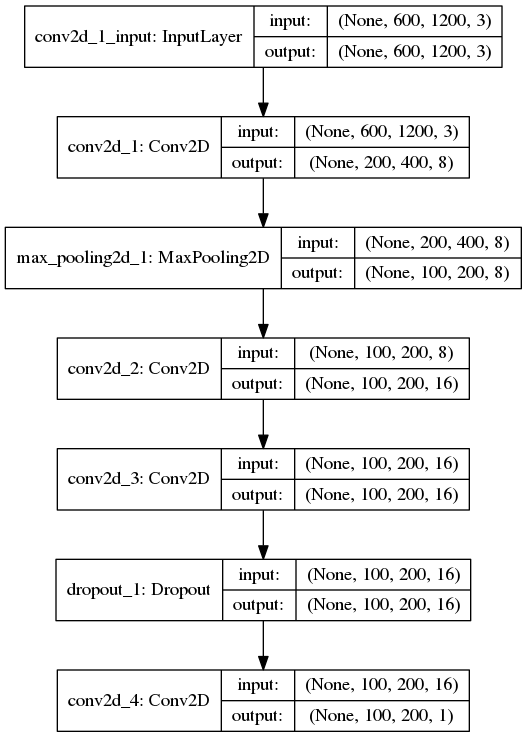 conv2d_1_input: InputLayer
input: (None, 600, 1200, 3)
output: (None, 600, 1200, 3)
conv2d_1: Conv2D
input: (None, 600, 1200, 3)
output: (None, 200, 400, 8)
max_pooling2d_1: MaxPooling2D
input: (None, 200, 400, 8)
output: (None, 100, 200, 8)
conv2d_2: Conv2D
input: (None, 100, 200, 8)
output: (None, 100, 200, 16)
conv2d_3: Conv2D
input: (None, 100, 200, 16)
output: (None, 100, 200, 16)
dropout_1: Dropout
input: (None, 100, 200, 16)
output: (None, 100, 200, 16)
conv2d_4: Conv2D
input: (None, 100, 200, 16)
output: (None, 100, 200, 1)